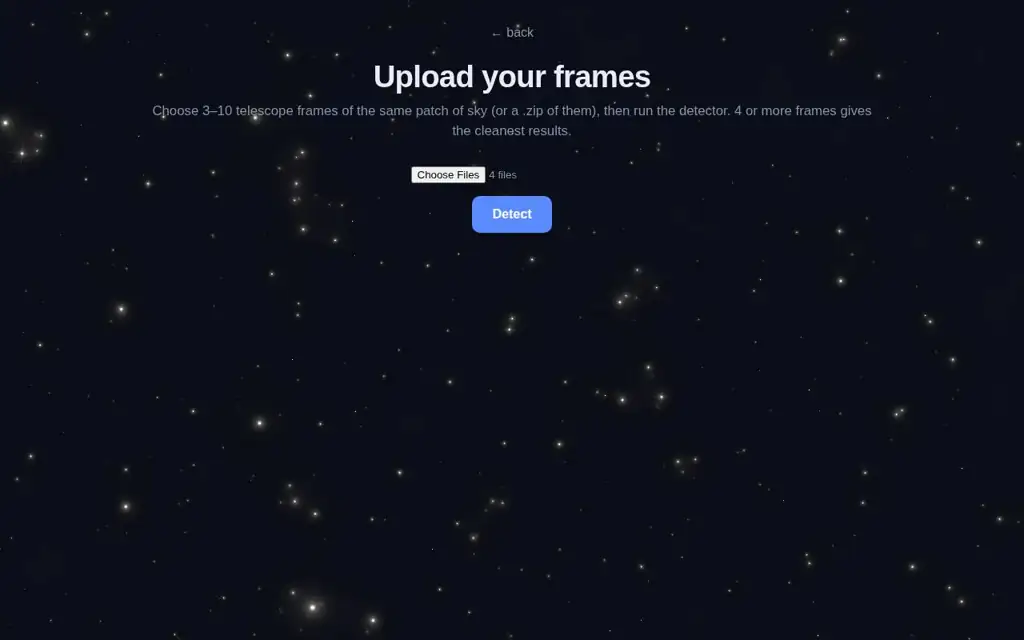 ← back
Upload your frames
Choose 3–10 telescope frames of the same patch of sky (or a .zip of them), then run the detector. 4 or more frames gives
the cleanest results.
Choose Files 4 files
Detect